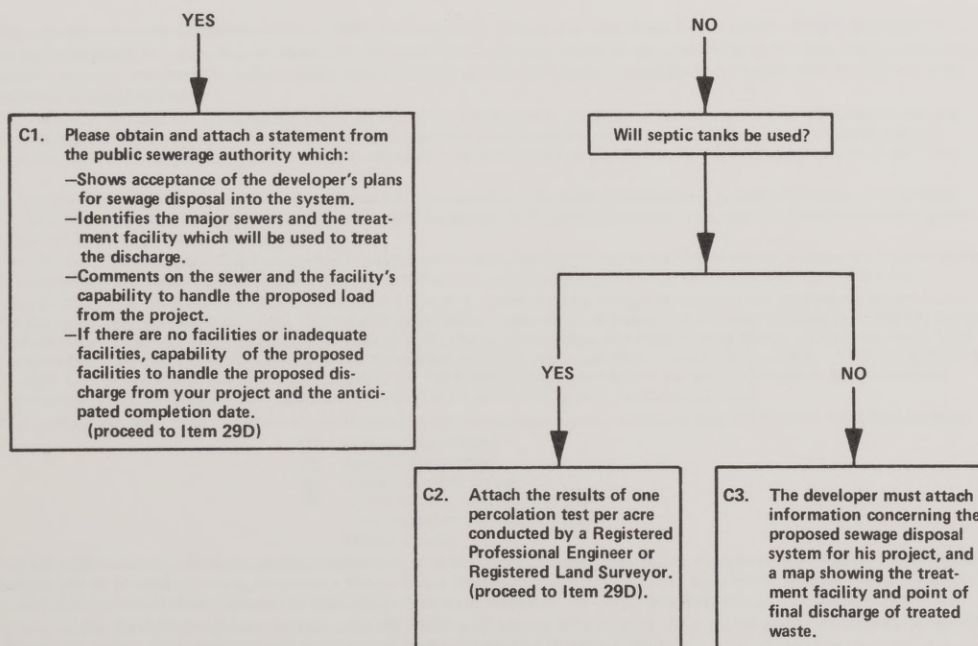 YES
NO
C1. Please obtain and attach a statement from
the public sewerage authority which:
—Shows acceptance of the developer's plans
for sewage disposal into the system.
—Identifies the major sewers and the treat-
ment facility which will be used to treat
the discharge.
—Comments on the sewer and the facility's
capability to handle the proposed load
from the project.
—If there are no facilities or inadequate
facilities, capability of the proposed
facilities to handle the proposed dis-
charge from your project and the antici-
pated completion date.
(proceed to Item 29D)
Will septic tanks be used?
YES
NO
C2. Attach the results of one
percolation test per acre
conducted by a Registered
Professional Engineer or
Registered Land Surveyor.
(proceed to Item 29D).
C3. The developer must attach
information concerning the
proposed sewage disposal
system for his project, and
a map showing the treat-
ment facility and point of
final discharge of treated
waste.